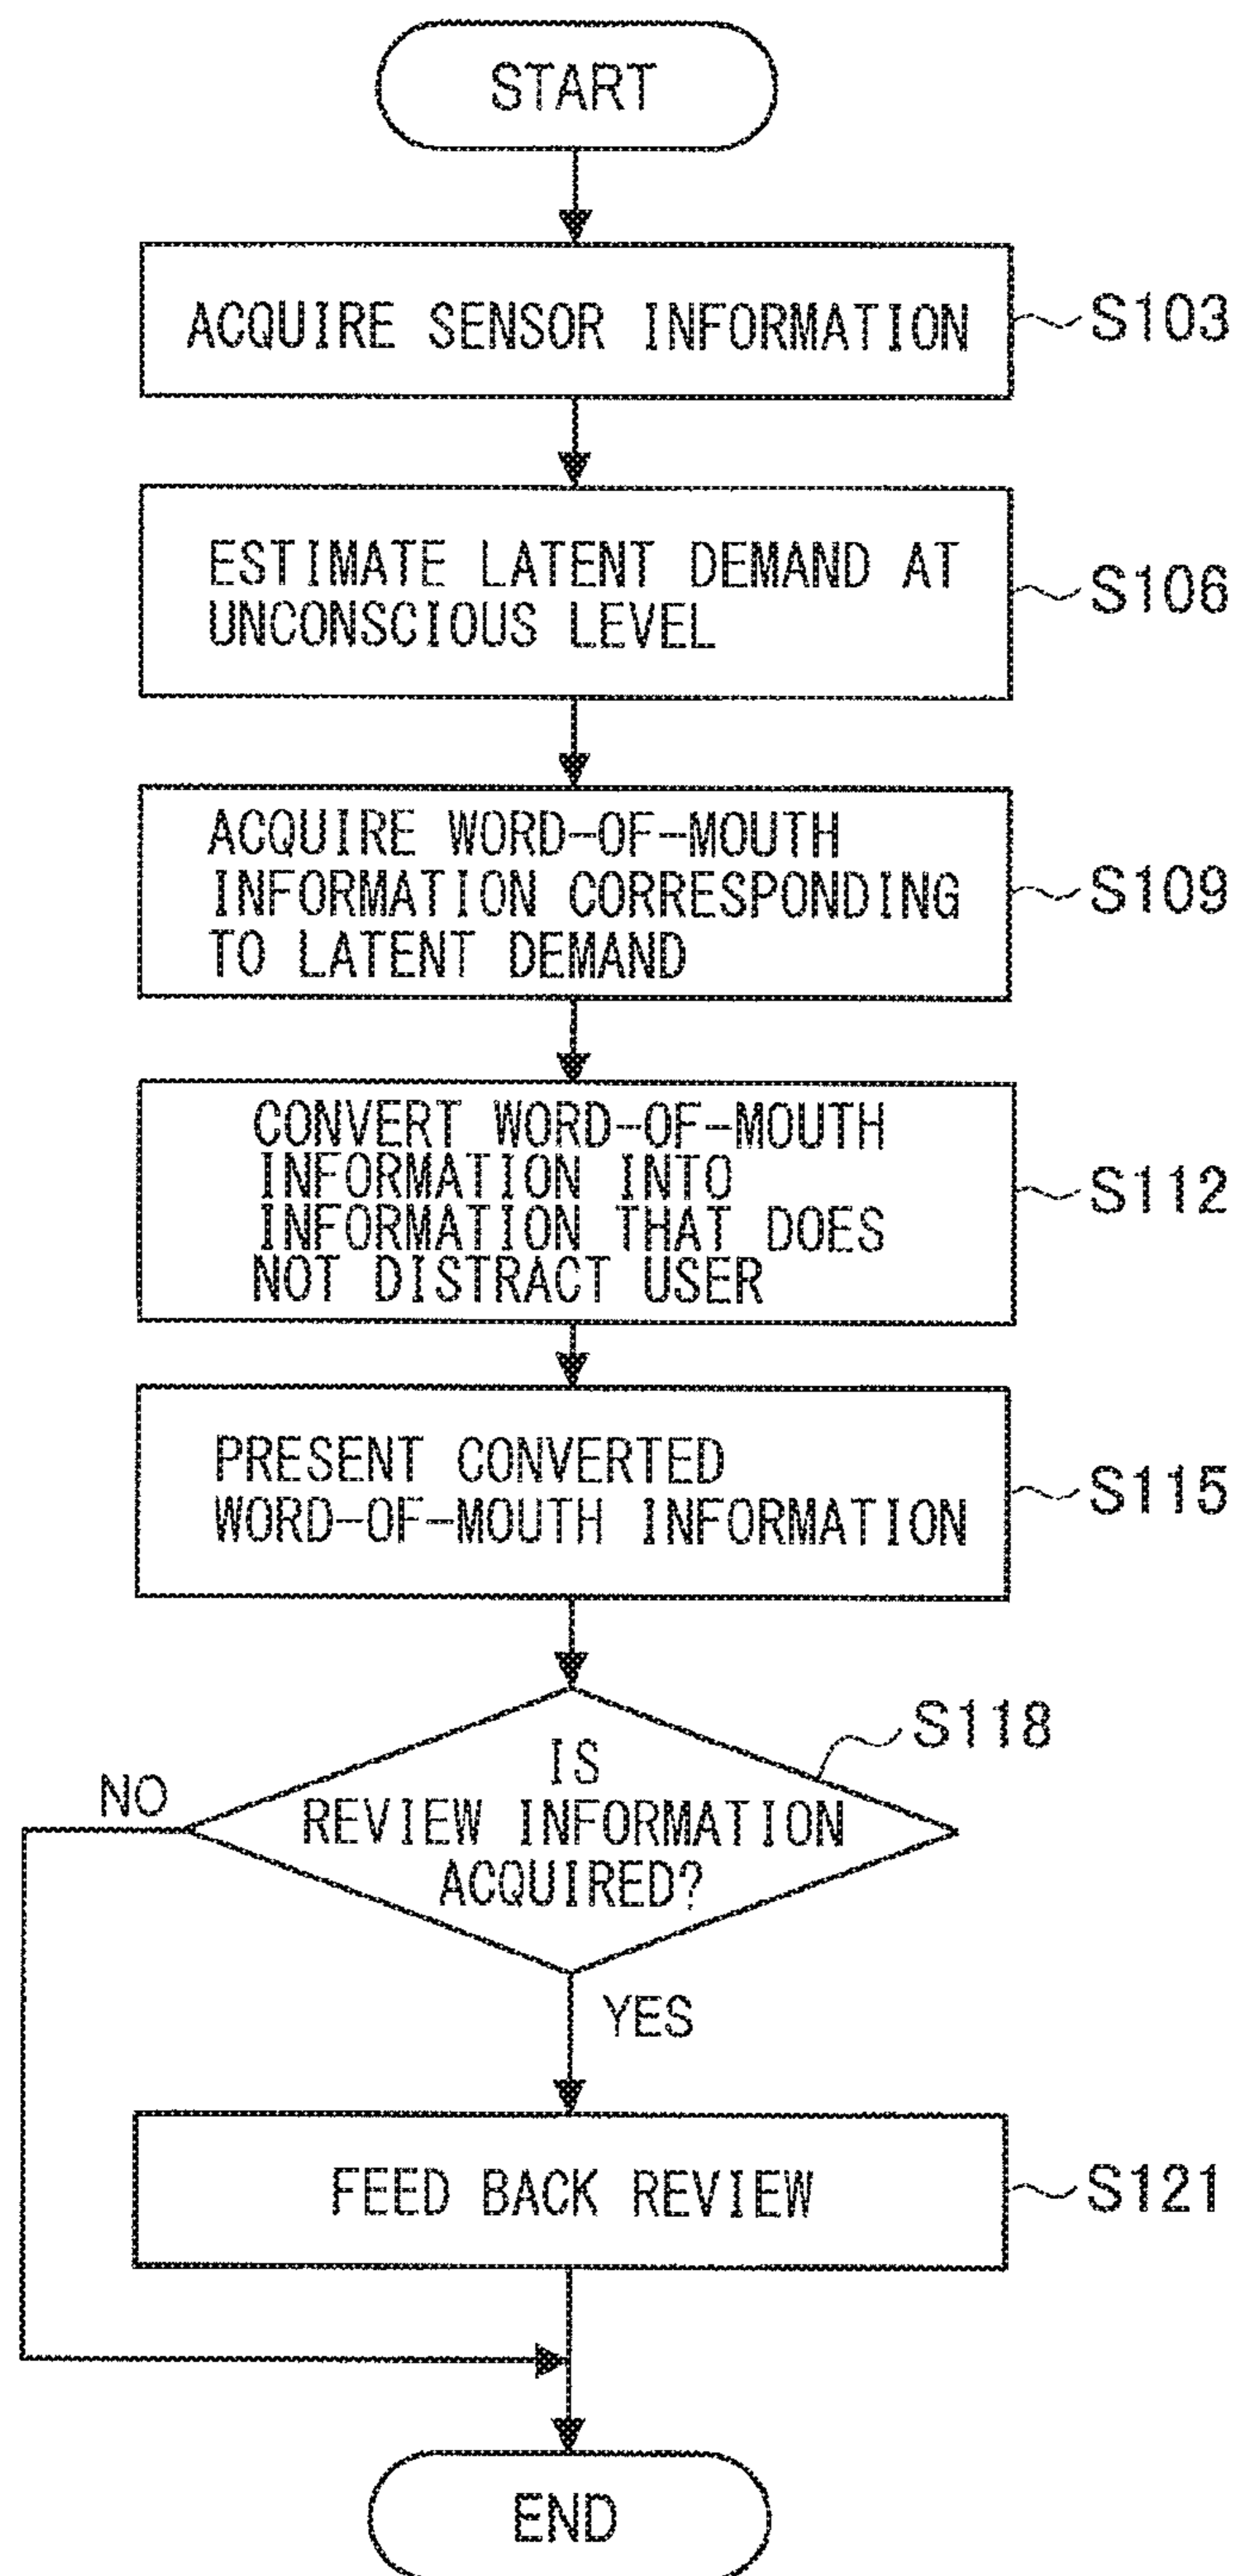 START
ACQUIRE SENSOR INFORMATION
S103
ESTIMATE LATENT DEMAND AT
UNCONSCIOUS LEVEL
S106
ACQUIRE WORD-OF-MOUTH
INFORMATION CORRESPONDING
TO LATENT DEMAND
S109
CONVERT WORD-OF-MOUTH
INFORMATION INTO
INFORMATION THAT DOES
NOT DISTRACT USER
S112
PRESENT CONVERTED
WORD-OF-MOUTH INFORMATION
S115
S118
IS
REVIEW INFORMATION
ACQUIRED?
NO
YES
FEED BACK REVIEW
S121
END